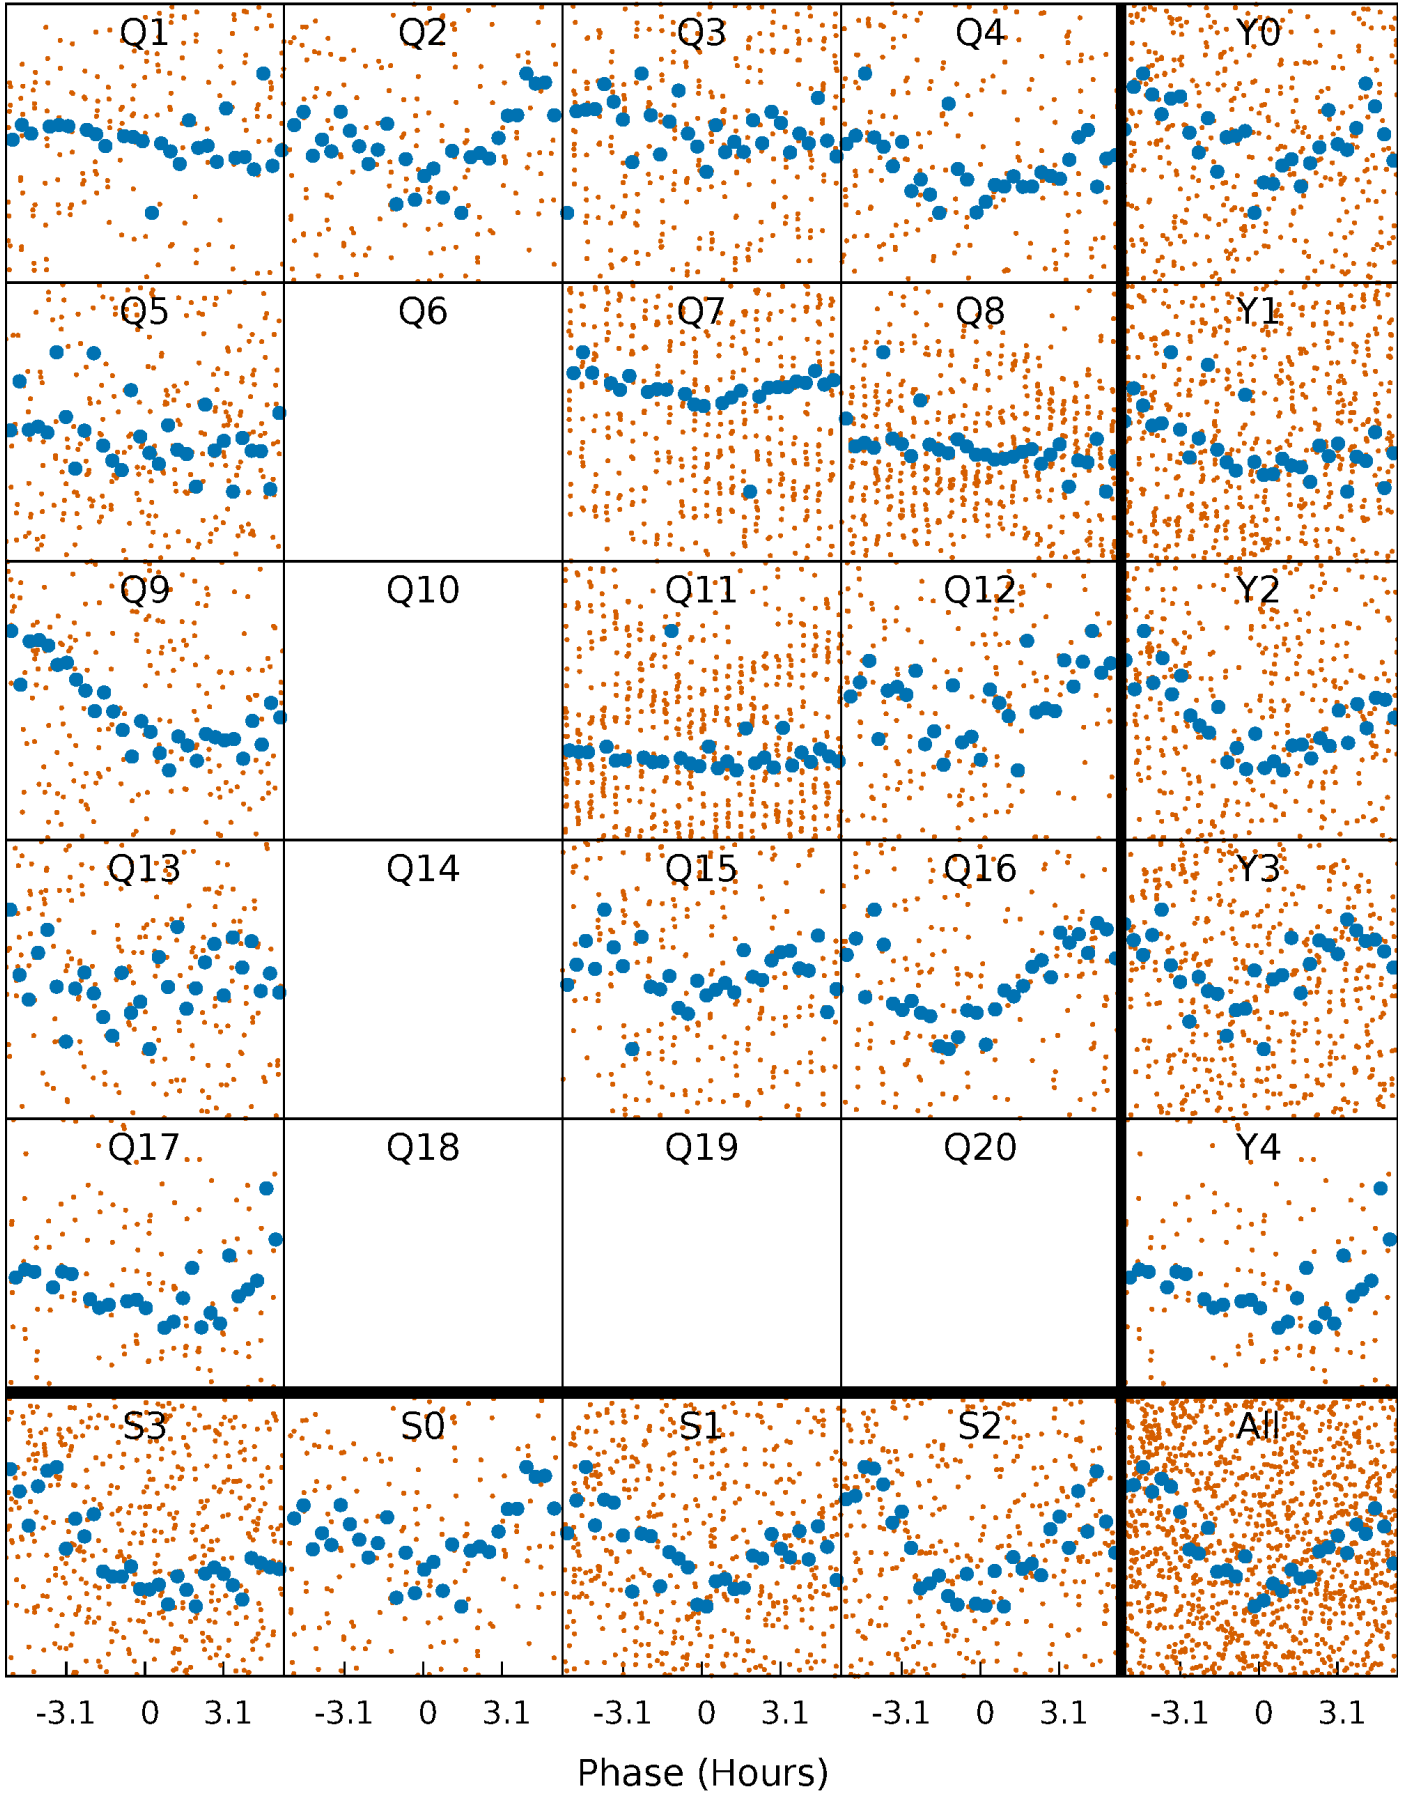 Q1 Q2 Q3 Q4 Y0
Q5 Q6 Q7 Q8 Y1
Q9 Q10 Q11 Q12 Y2
Q13 Q14 Q15 Q16 Y3
Q17 Q18 Q19 Q20 Y4
S3 S0 S1 S2 All
-3.1 0 3.1 -3.1 0 3.1 -3.1 0 3.1 -3.1 0 3.1 -3.1 0 3.1
Phase (Hours)